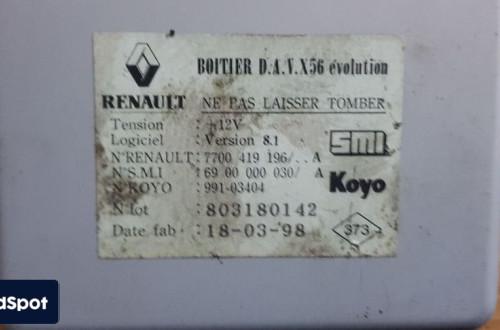 BOITIER D.A.V.X56 évolution
RENAULT NE PAS LAISSER TOMBER
Tension : +12V
Logiciel : Version 8.1
SMI
N°RENAULT : 7700 419 196/.. A
N°S.M.I : 69 00 000 030/ A
N°KOYO : 991-03404
Koyo
N°lot : 803180142
Date fab : 18-03-98
373
dSpot